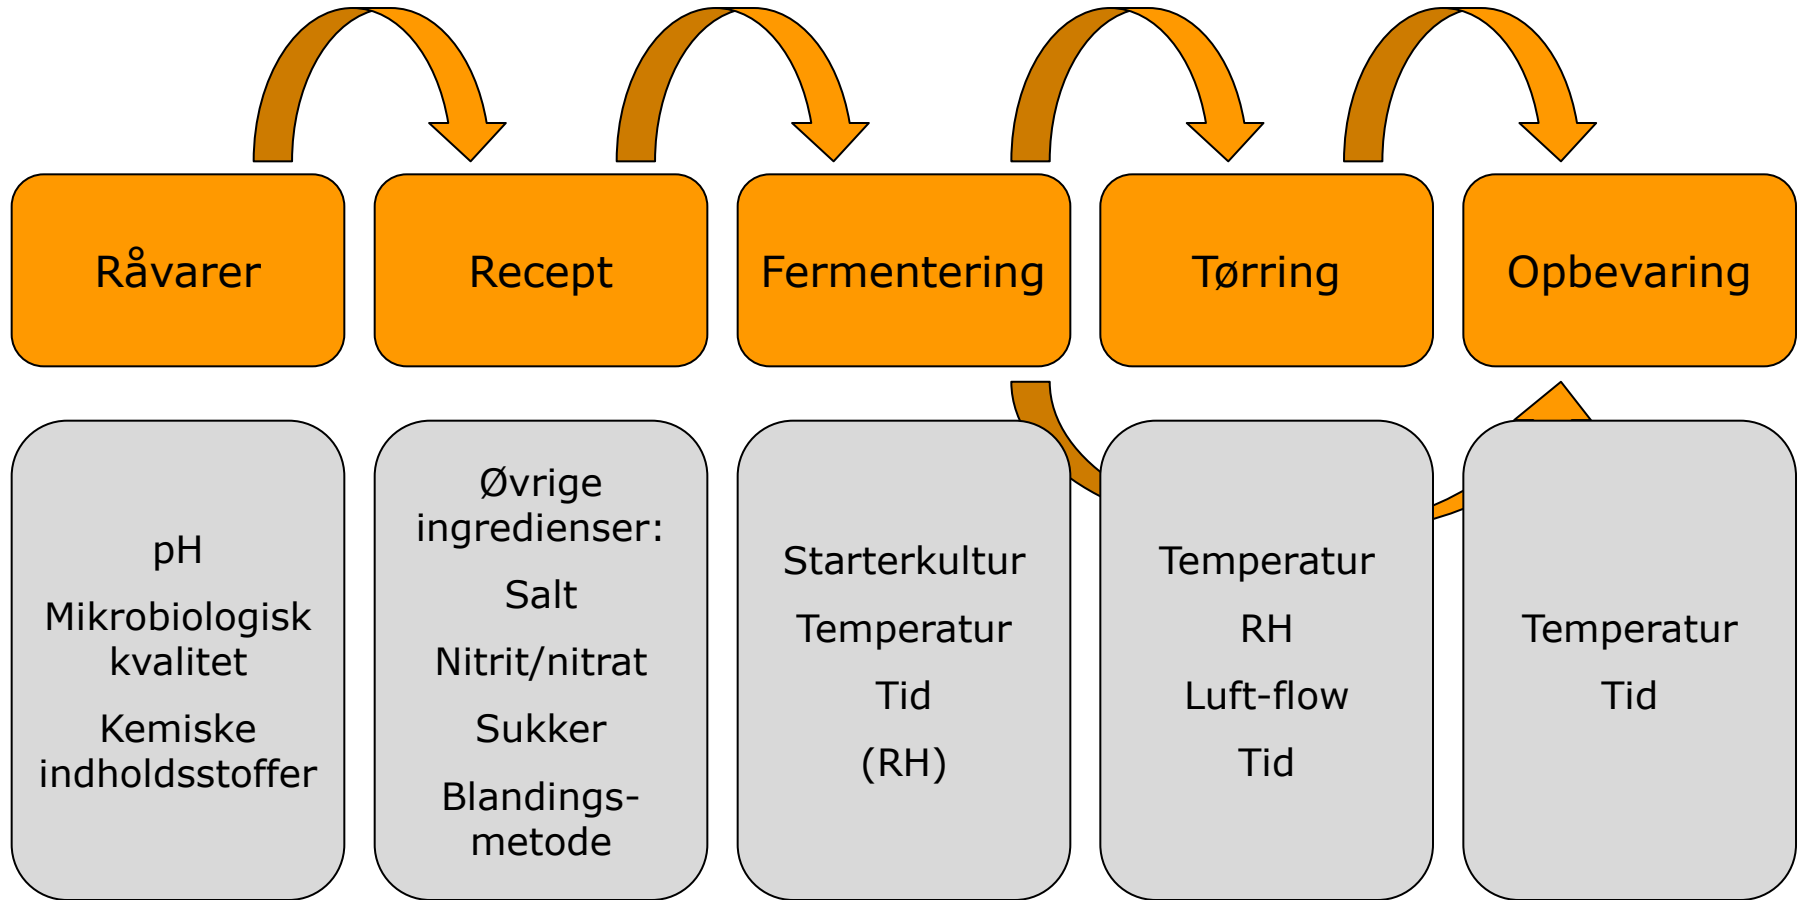 Råvarer
Recept
Fermentering
Tørring
Opbevaring
pH
Mikrobiologisk
kvalitet
Kemiske
indholdsstoffer
Øvrige
ingredienser:
Salt
Nitrit/nitrat
Sukker
Blandings-
metode
Starterkultur
Temperatur
Tid
(RH)
Temperatur
RH
Luft-flow
Tid
Temperatur
Tid